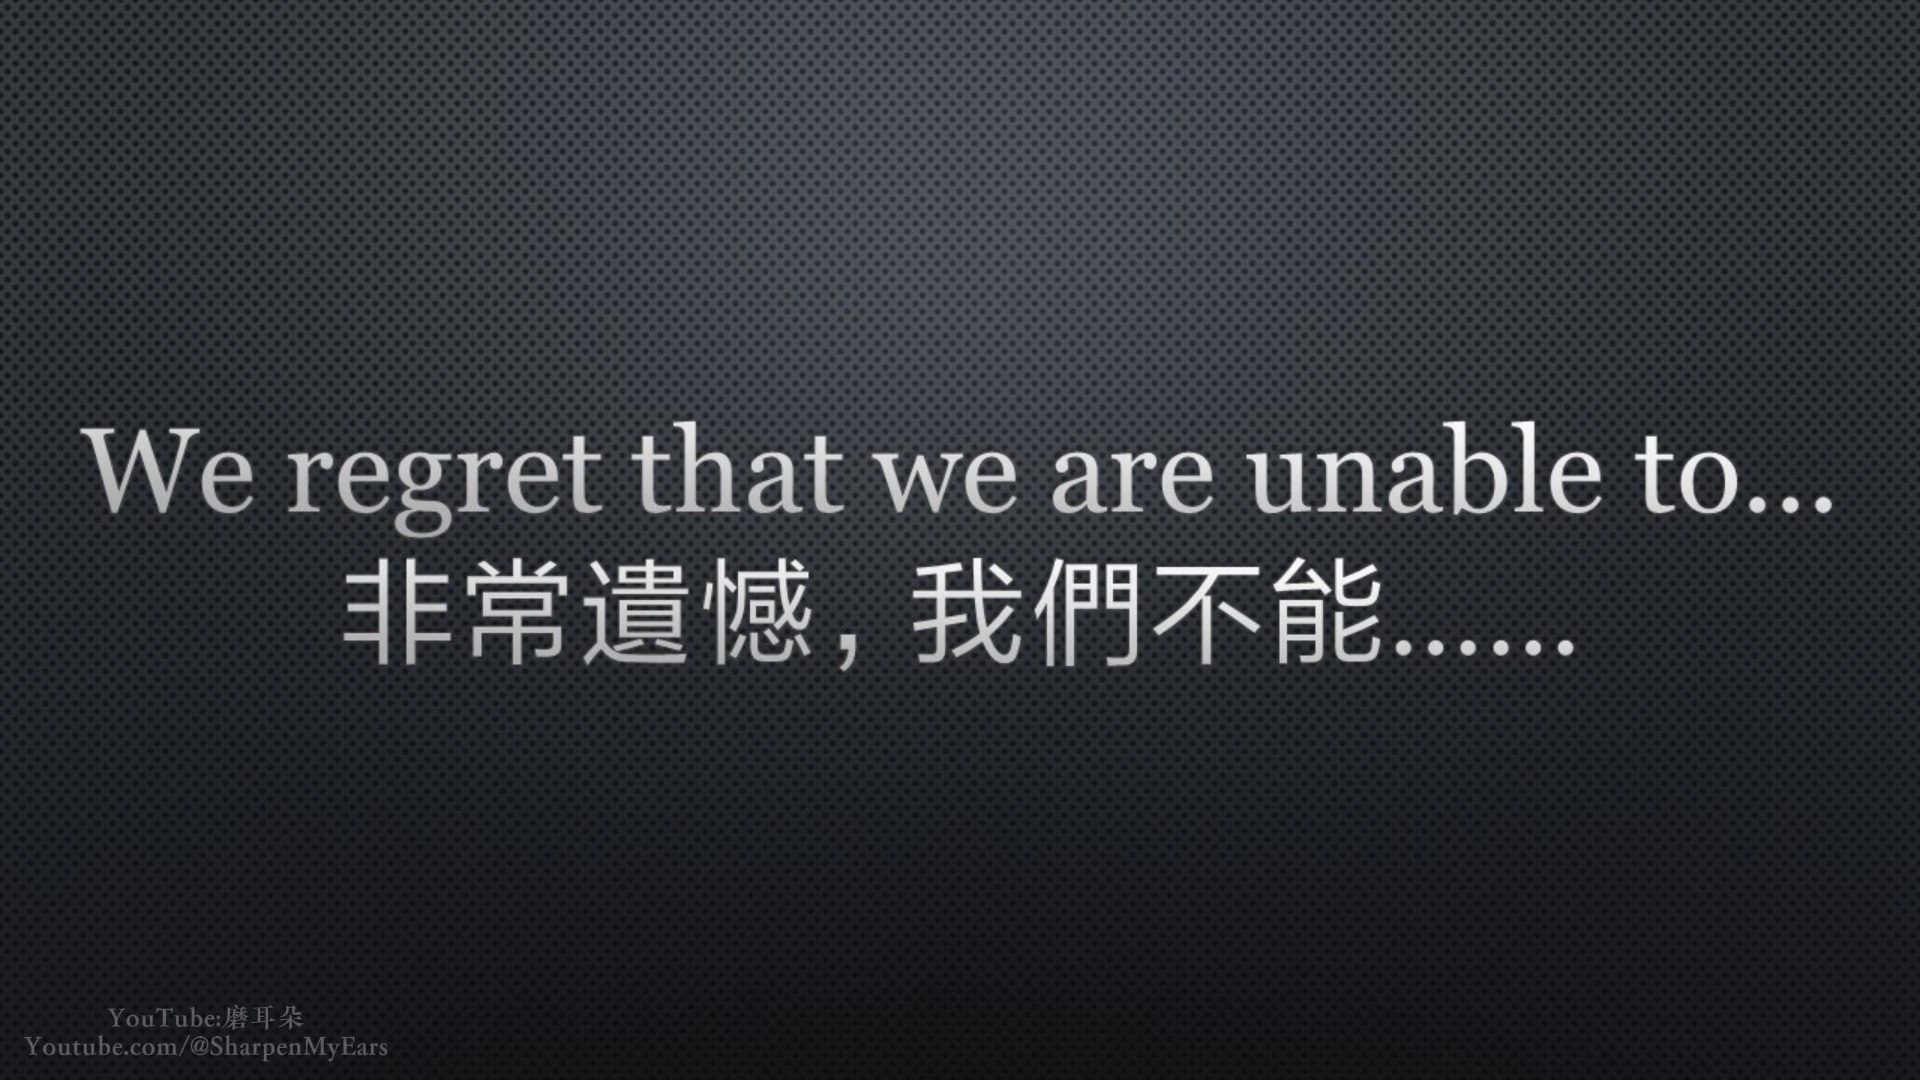 We regret that we are unable to...
非常遺憾，我們不能......
YouTube:磨耳朵
Youtube.com/@SharpenMyEars